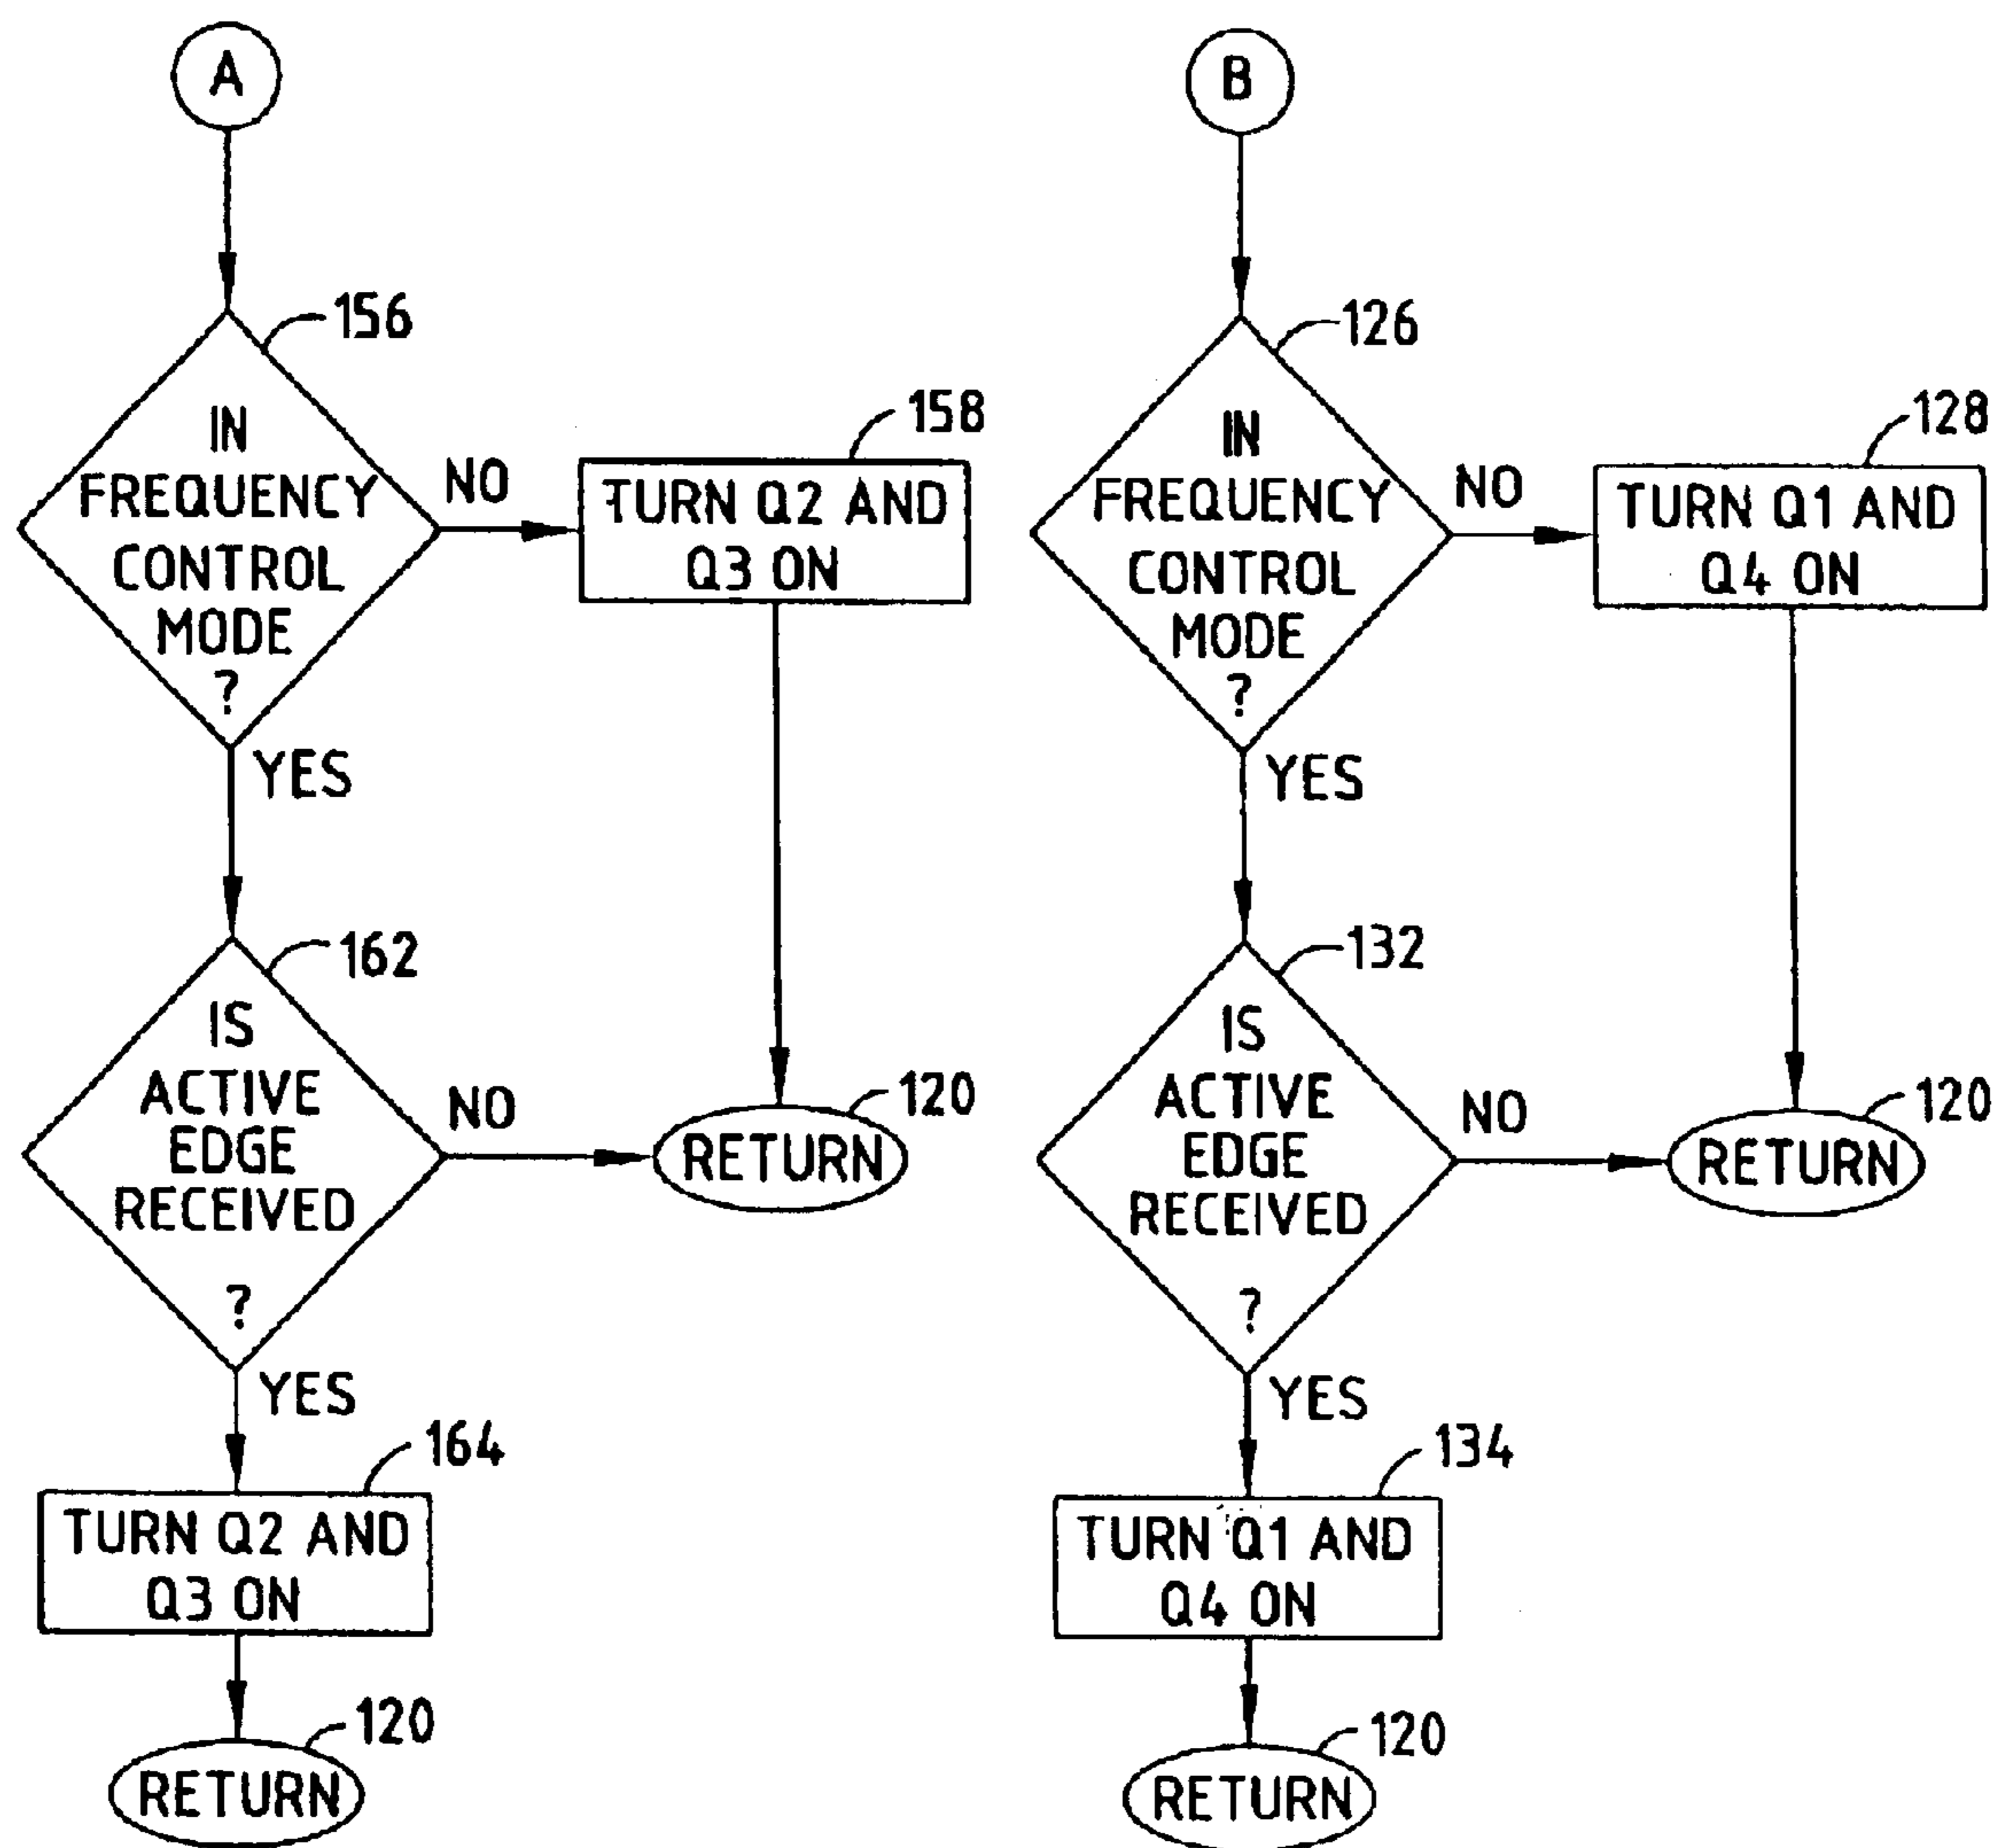 A
156
IN
FREQUENCY
CONTROL
MODE
?
NO
158
TURN Q2 AND
Q3 ON
YES
162
IS
ACTIVE
EDGE
RECEIVED
?
NO
120
RETURN
YES
164
TURN Q2 AND
Q3 ON
120
RETURN
B
126
IN
FREQUENCY
CONTROL
MODE
?
NO
128
TURN Q1 AND
Q4 ON
YES
132
IS
ACTIVE
EDGE
RECEIVED
?
NO
120
RETURN
YES
134
TURN Q1 AND
Q4 ON
120
RETURN